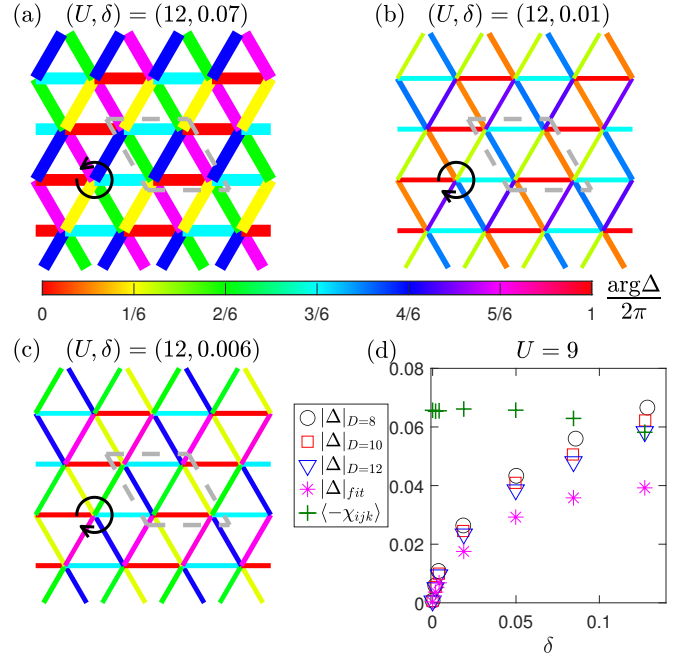 (a) (U, δ) = (12, 0.07)
(b) (U, δ) = (12, 0.01)
0 1/6 2/6 3/6 4/6 5/6 1
argΔ
2π
(c) (U, δ) = (12, 0.006)
(d) U = 9
|Δ|_{D=8}
|Δ|_{D=10}
|Δ|_{D=12}
|Δ|_{fit}
⟨-χ_{ijk}⟩
0.08
0.06
0.04
0.02
0
0 0.05 0.1
δ